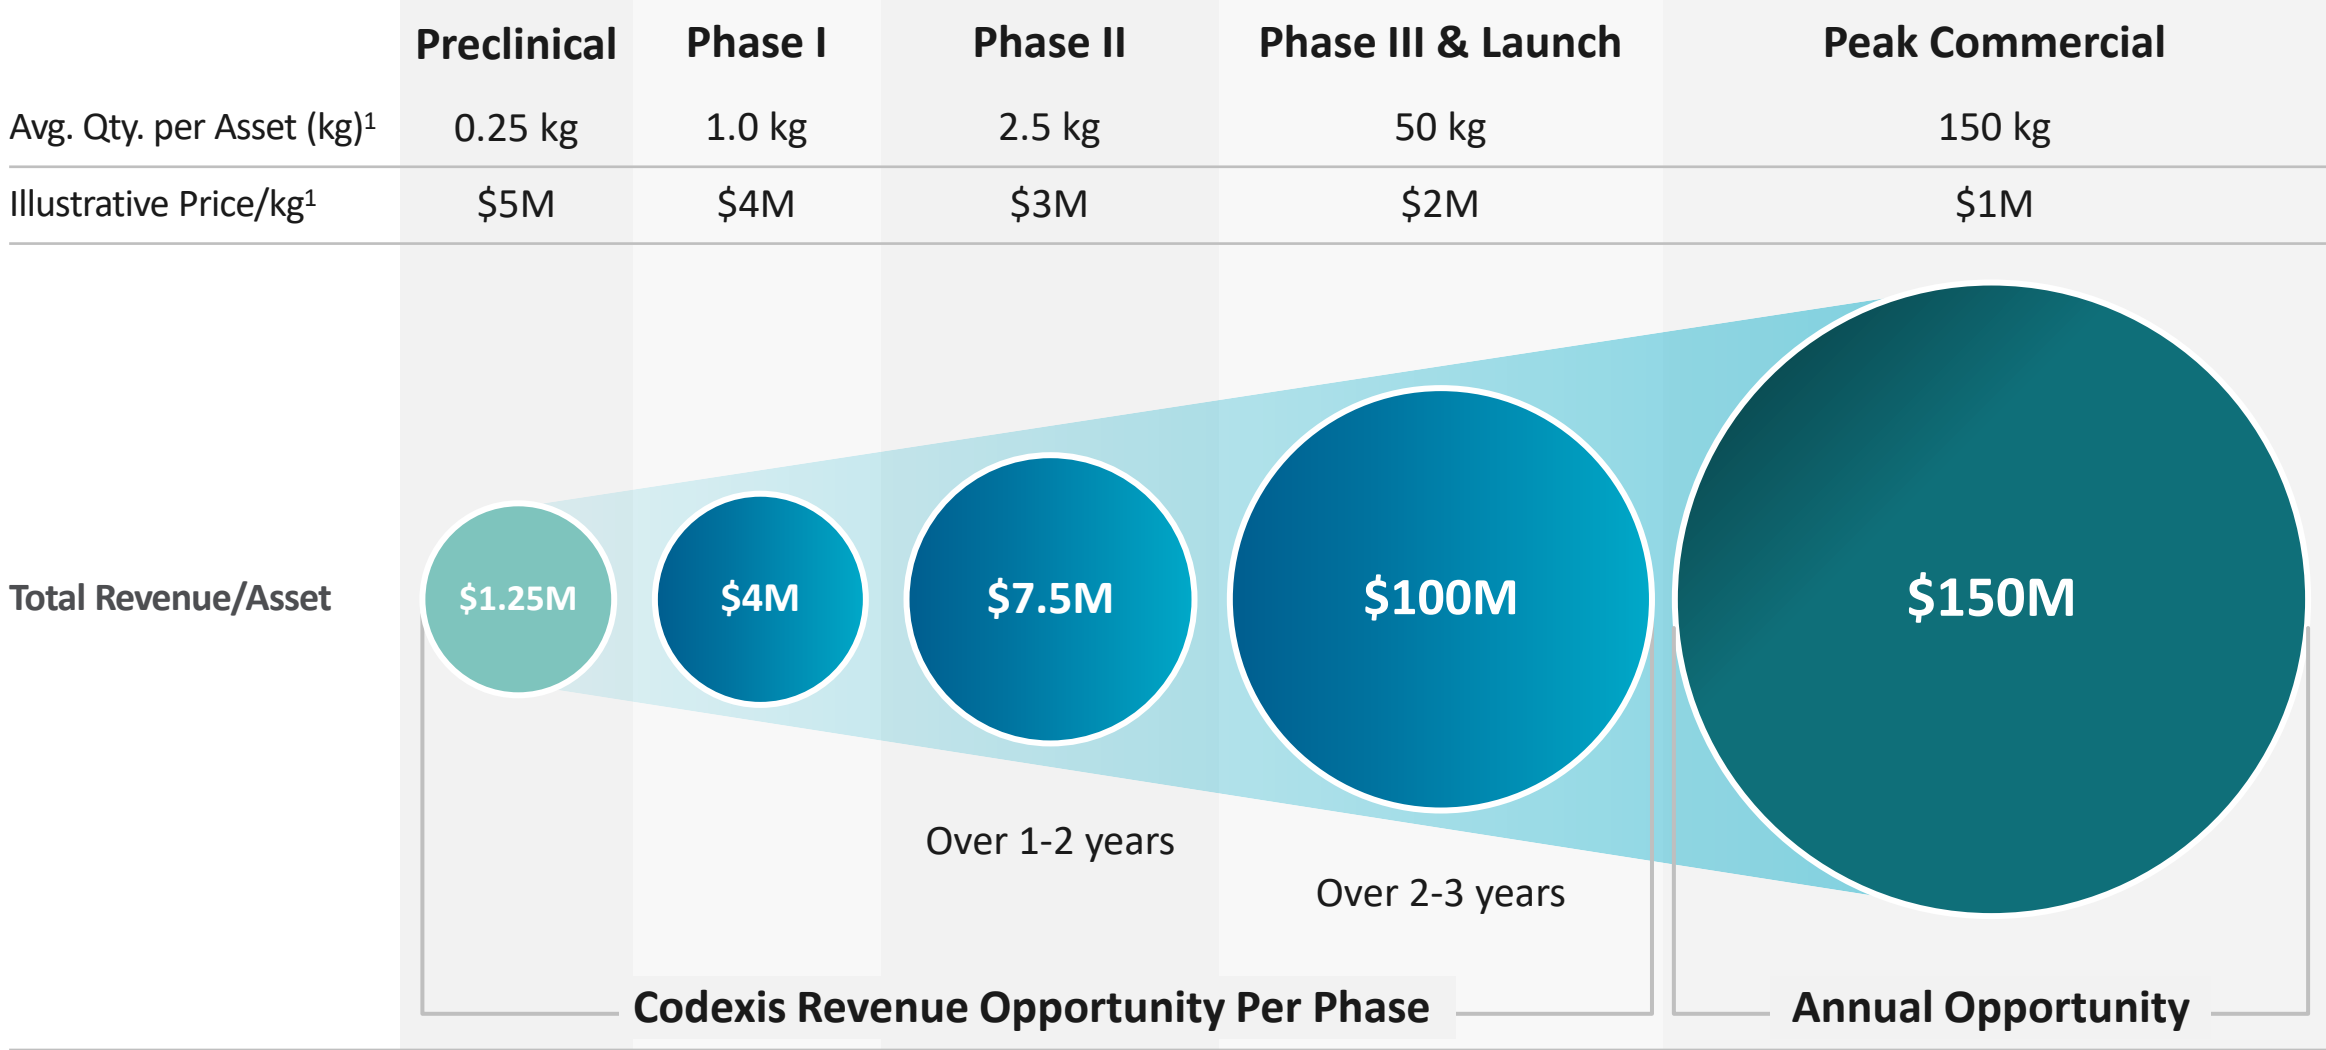 Preclinical Phase I Phase II Phase III & Launch Peak Commercial
Avg. Qty. per Asset (kg)¹ 0.25 kg 1.0 kg 2.5 kg 50 kg 150 kg
Illustrative Price/kg¹ $5M $4M $3M $2M $1M
Total Revenue/Asset $1.25M $4M $7.5M $100M $150M
Over 1-2 years
Over 2-3 years
Codexis Revenue Opportunity Per Phase Annual Opportunity